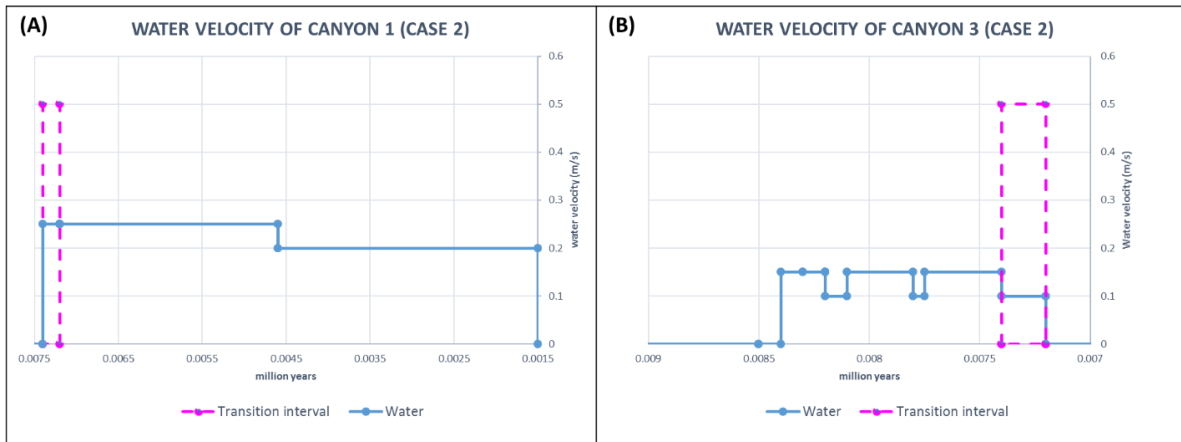 (A)
WATER VELOCITY OF CANYON 1 (CASE 2)
0.6
0.5
0.4
0.3
0.2
0.1
0
water velocity (m/s)
0.0075 0.0065 0.0055 0.0045 0.0035 0.0025 0.0015
million years
Transition interval Water
(B)
WATER VELOCITY OF CANYON 3 (CASE 2)
0.6
0.5
0.4
0.3
0.2
0.1
0
Water velocity (m/s)
0.009 0.0085 0.008 0.0075 0.007
million years
Water Transition interval